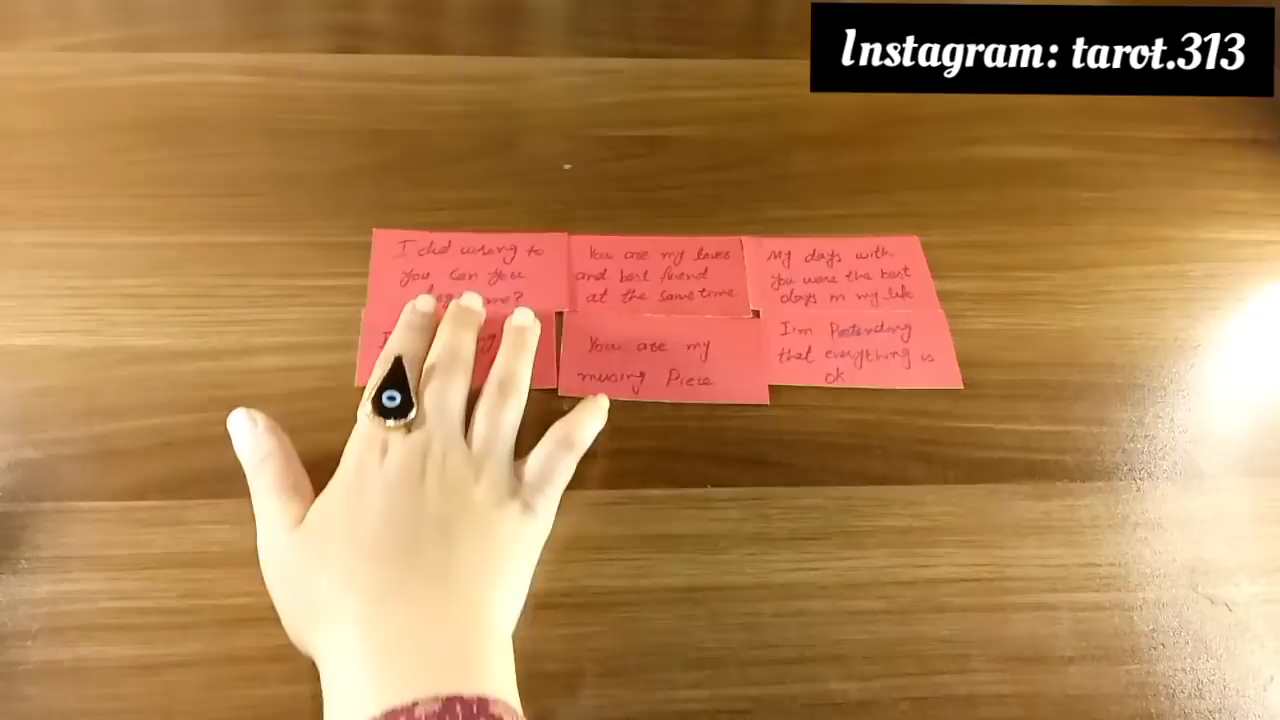 Instagram: tarot.313
I did wrong to
you can you
me?
You are my lover
and best friend
at the same time
My days with
you were the best
days in my life
I
You are my
missing Piece
I'm Pretending
that everything is
ok